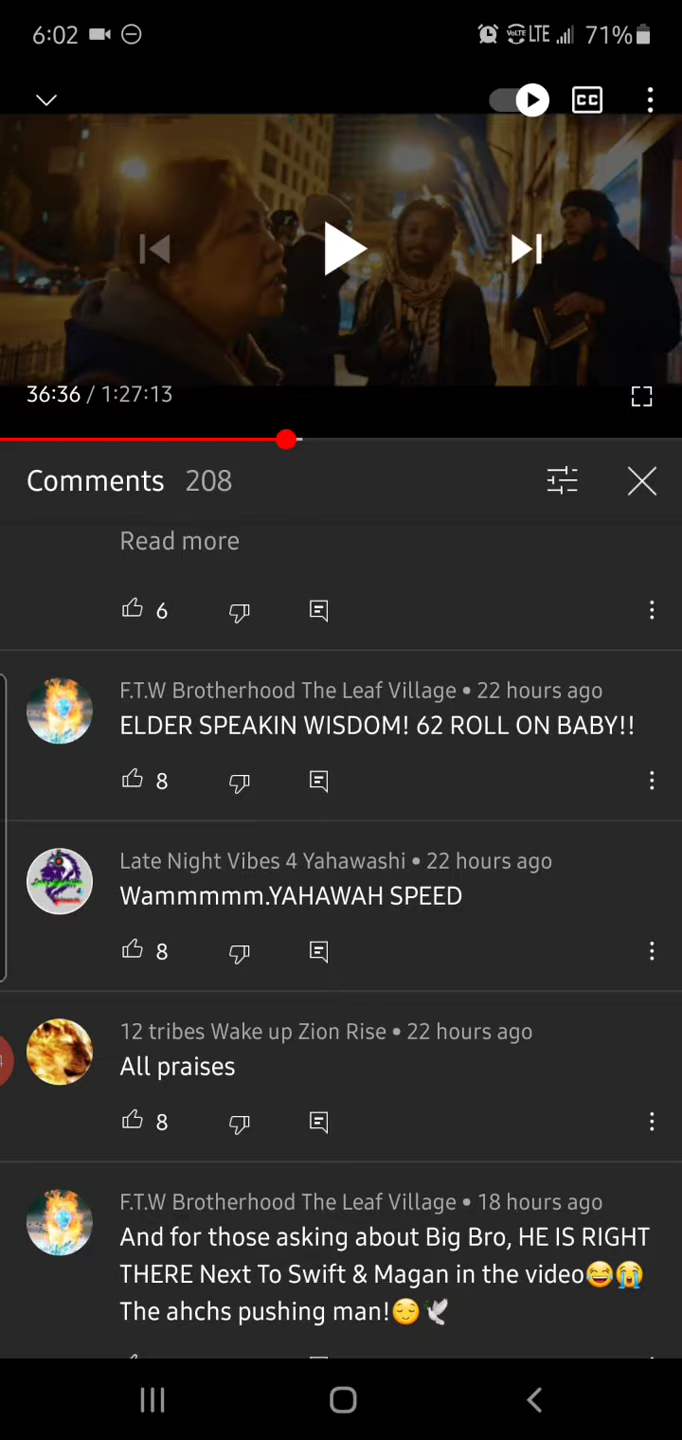 6:02
VoLTE LTE 71%
CC
36:36 / 1:27:13
Comments 208
Read more
6
F.T.W Brotherhood The Leaf Village • 22 hours ago
ELDER SPEAKIN WISDOM! 62 ROLL ON BABY!!
8
Late Night Vibes 4 Yahawashi • 22 hours ago
Wammmmm.YAHAWAH SPEED
8
12 tribes Wake up Zion Rise • 22 hours ago
All praises
8
F.T.W Brotherhood The Leaf Village • 18 hours ago
And for those asking about Big Bro, HE IS RIGHT
THERE Next To Swift & Magan in the video😂😭
The ahchs pushing man!😌🕊